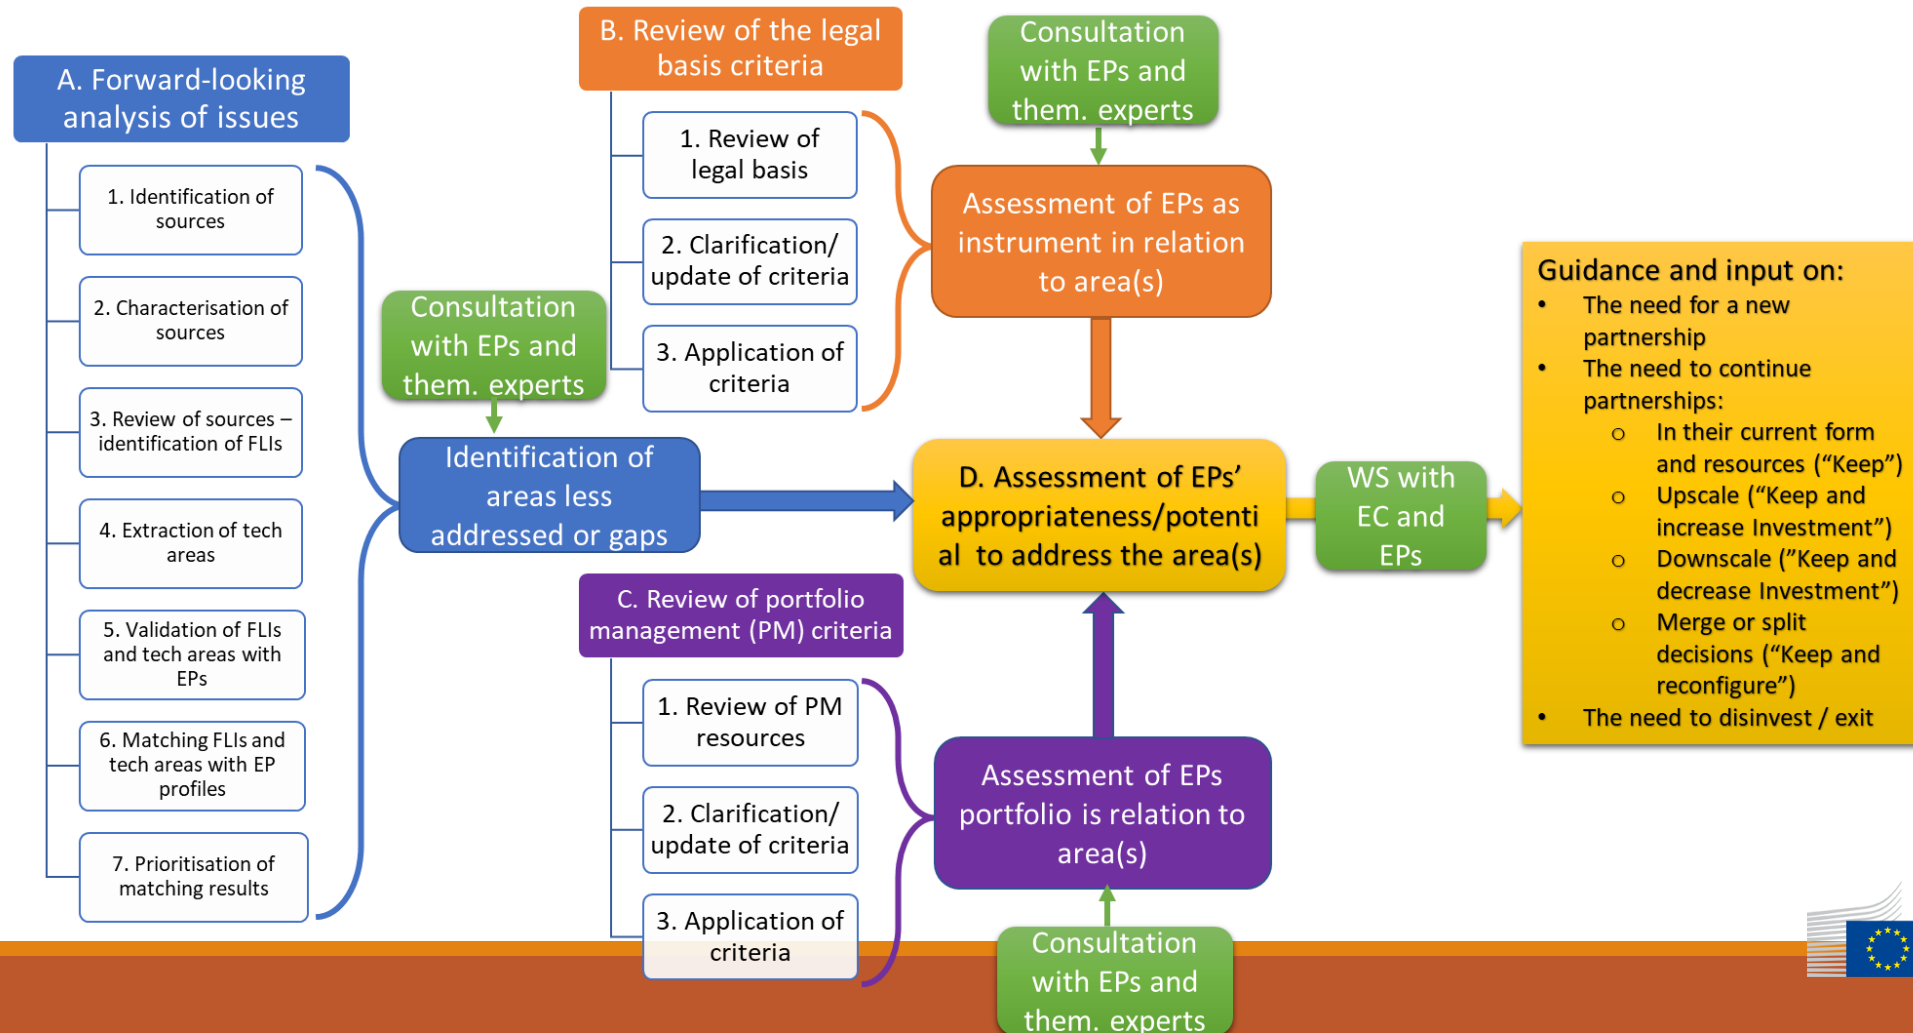 A. Forward-looking
analysis of issues
1. Identification of
sources
2. Characterisation of
sources
3. Review of sources –
identification of FLIs
4. Extraction of tech
areas
5. Validation of FLIs
and tech areas with
EPs
6. Matching FLIs and
tech areas with EP
profiles
7. Prioritisation of
matching results
Consultation
with EPs and
them. experts
Identification of
areas less
addressed or gaps
B. Review of the legal
basis criteria
1. Review of
legal basis
2. Clarification/
update of criteria
3. Application of
criteria
Consultation
with EPs and
them. experts
Assessment of EPs as
instrument in relation
to area(s)
C. Review of portfolio
management (PM) criteria
1. Review of PM
resources
2. Clarification/
update of criteria
3. Application of
criteria
Assessment of EPs
portfolio is relation to
area(s)
Consultation
with EPs and
them. experts
D. Assessment of EPs’
appropriateness/potenti
al to address the area(s)
WS with
EC and
EPs
Guidance and input on:
• The need for a new
partnership
• The need to continue
partnerships:
o In their current form
and resources (“Keep”)
o Upscale (“Keep and
increase Investment”)
o Downscale (”Keep and
decrease Investment”)
o Merge or split
decisions (“Keep and
reconfigure”)
• The need to disinvest / exit